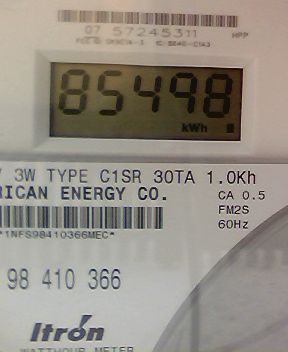 07 57245311 HPP
85498
kWh
3W TYPE C1SR 30TA 1.0Kh
RICAN ENERGY CO. CA 0.5
FM2S
*1NFS98410366MEC* 60Hz
98 410 366
Itron
WATTHOUR METER